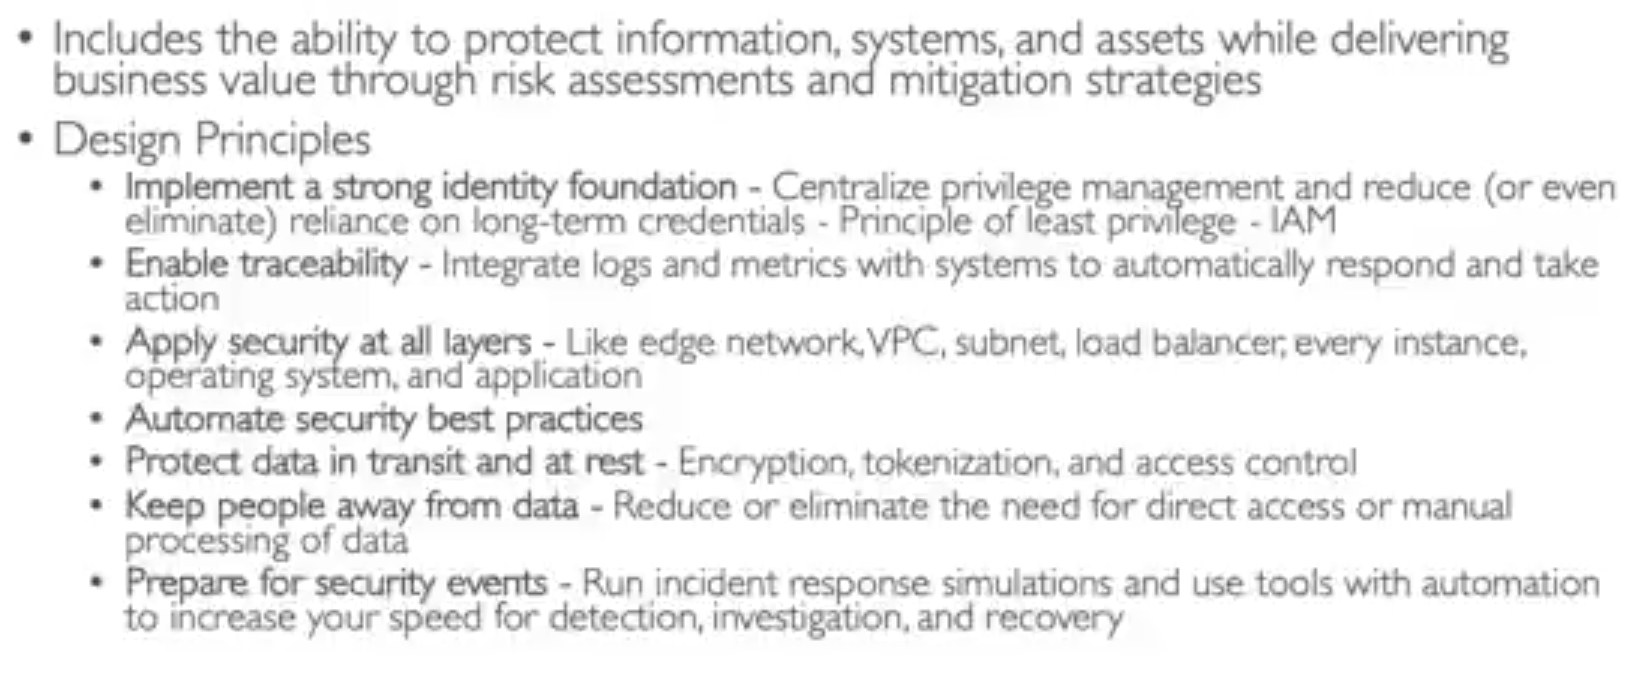 • Includes the ability to protect information, systems, and assets while delivering
business value through risk assessments and mitigation strategies
• Design Principles
• Implement a strong identity foundation - Centralize privilege management and reduce (or even
eliminate) reliance on long-term credentials - Principle of least privilege - IAM
• Enable traceability - Integrate logs and metrics with systems to automatically respond and take
action
• Apply security at all layers - Like edge network, VPC, subnet, load balancer, every instance,
operating system, and application
• Automate security best practices
• Protect data in transit and at rest - Encryption, tokenization, and access control
• Keep people away from data - Reduce or eliminate the need for direct access or manual
processing of data
• Prepare for security events - Run incident response simulations and use tools with automation
to increase your speed for detection, investigation, and recovery